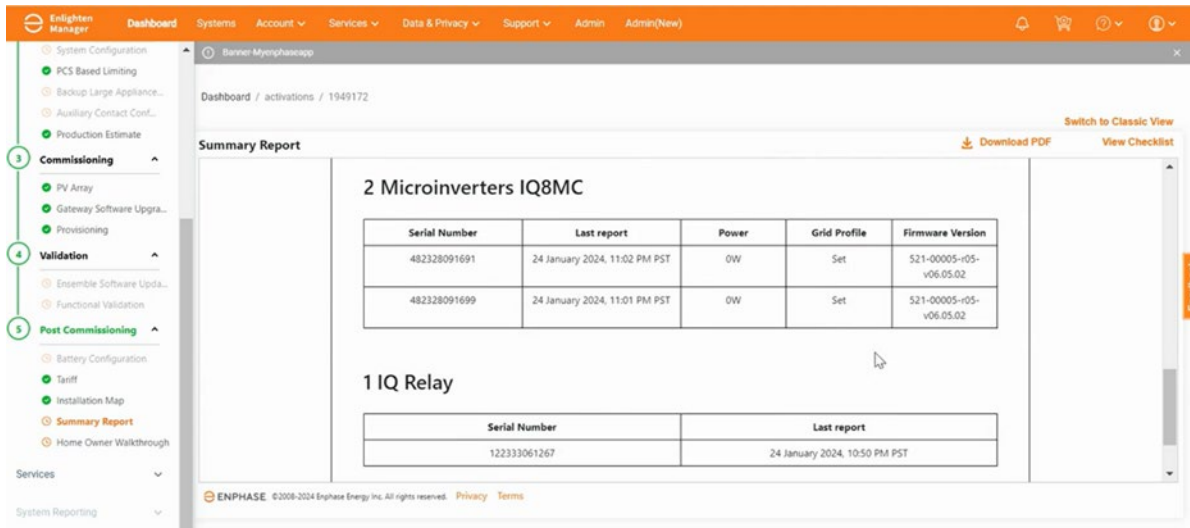 Enlighten Manager
Dashboard Systems Account Services Data & Privacy Support Admin Admin(New)
Banner-Myenphaseapp
System Configuration
PCS Based Limiting
Backup Large Appliance...
Auxiliary Contact Conf...
Production Estimate
3 Commissioning
PV Array
Gateway Software Upgra...
Provisioning
4 Validation
Ensemble Software Upda...
Functional Validation
5 Post Commissioning
Battery Configuration
Tariff
Installation Map
Summary Report
Home Owner Walkthrough
Services
System Reporting
Dashboard / activations / 1949172
Switch to Classic View
Summary Report Download PDF View Checklist
2 Microinverters IQ8MC
Serial Number Last report Power Grid Profile Firmware Version
482328091691 24 January 2024, 11:02 PM PST 0W Set 521-00005-r05-
v06.05.02
482328091699 24 January 2024, 11:01 PM PST 0W Set 521-00005-r05-
v06.05.02
1 IQ Relay
Serial Number Last report
122333061267 24 January 2024, 10:50 PM PST
ENPHASE ©2008-2024 Enphase Energy Inc. All rights reserved. Privacy Terms